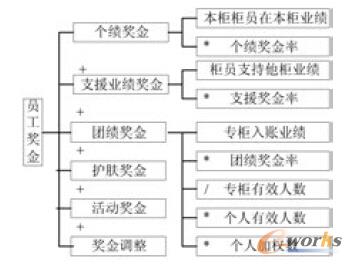 本柜柜员在本柜业绩
个绩奖金
* 个绩奖金率
+
柜员支持他柜业绩
支援业绩奖金
* 支援奖金率
+
员工奖金
团绩奖金
专柜入账业绩
+
* 团绩奖金率
护肤奖金
+
/ 专柜有效人数
活动奖金
* 个人有效人数
+
奖金调整
* 个人加权数
works